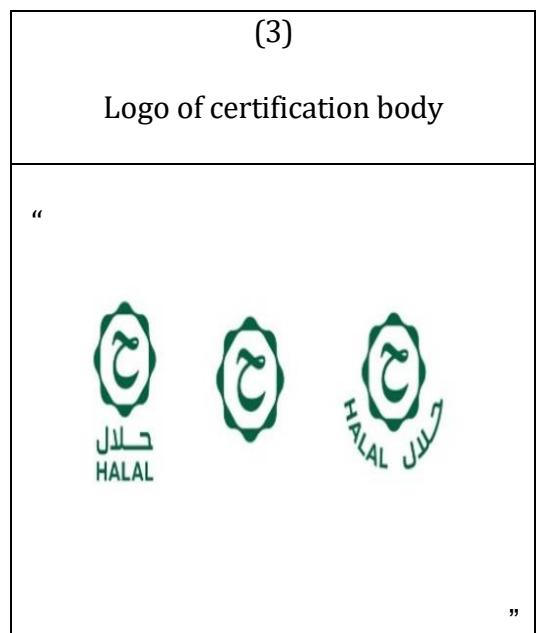 (3)
Logo of certification body
“
ح
حلال
HALAL
ح
ح
HALAL حلال
”